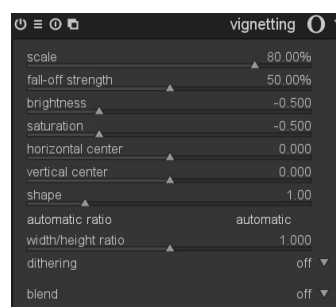 vignetting
scale 80.00%
fall-off strength 50.00%
brightness -0.500
saturation -0.500
horizontal center 0.000
vertical center 0.000
shape 1.00
automatic ratio automatic
width/height ratio 1.000
dithering off
blend off